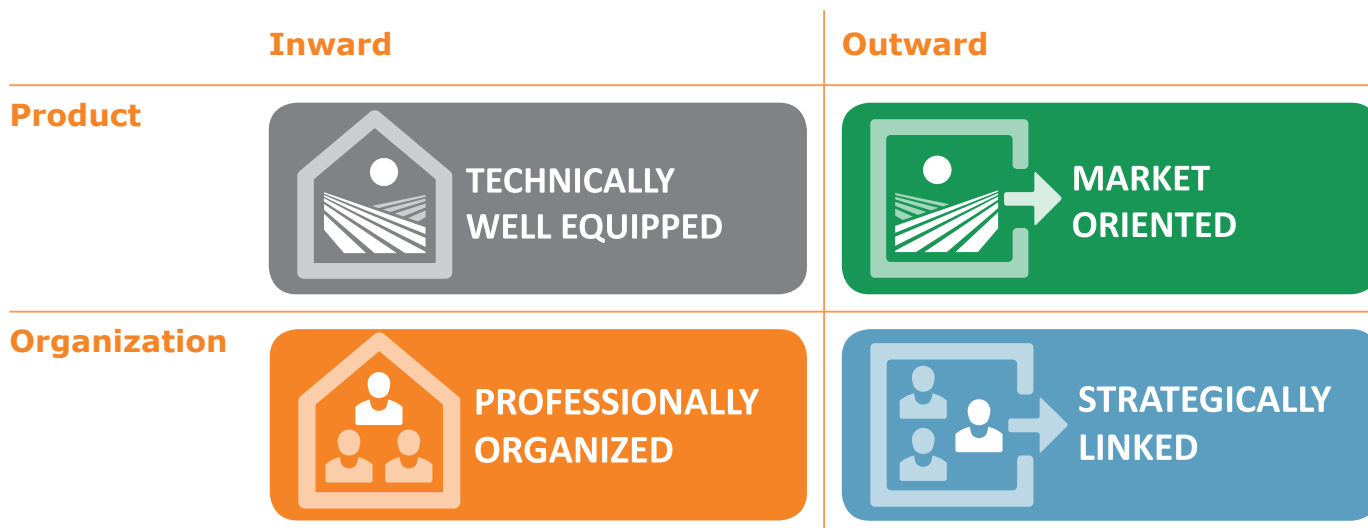 Inward
Outward
Product
TECHNICALLY
WELL EQUIPPED
MARKET
ORIENTED
Organization
PROFESSIONALLY
ORGANIZED
STRATEGICALLY
LINKED